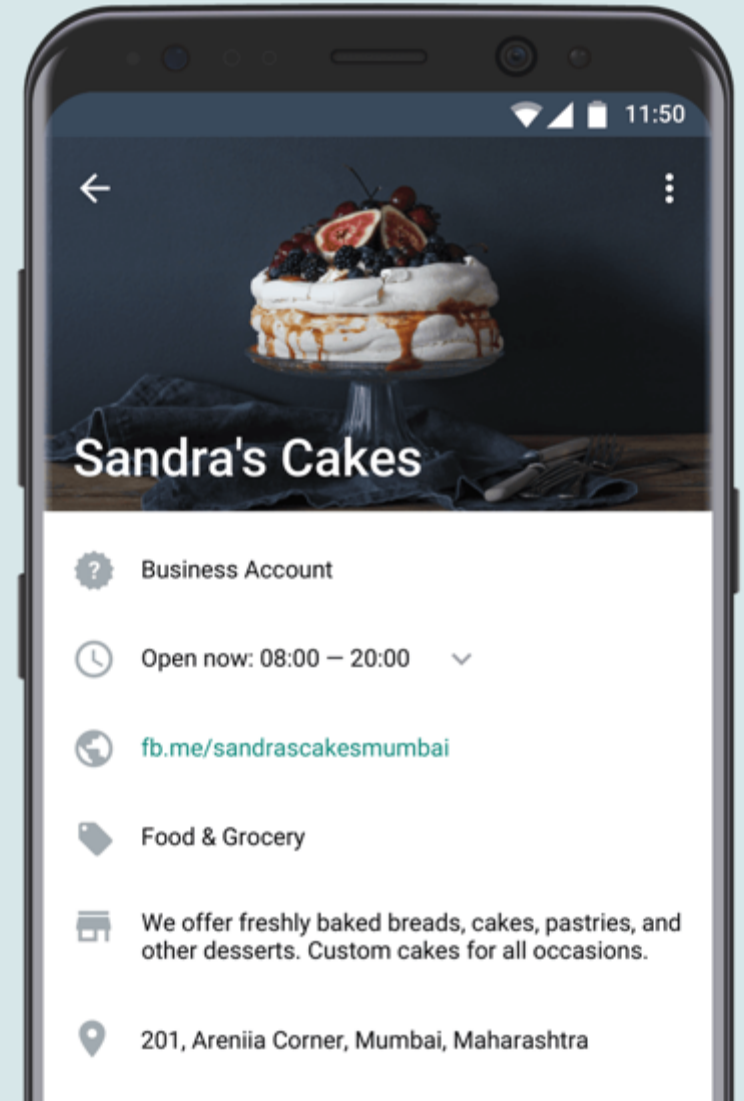 11:50
Sandra's Cakes
Business Account
Open now: 08:00 — 20:00
fb.me/sandrascakesmumbai
Food & Grocery
We offer freshly baked breads, cakes, pastries, and
other desserts. Custom cakes for all occasions.
201, Areniia Corner, Mumbai, Maharashtra